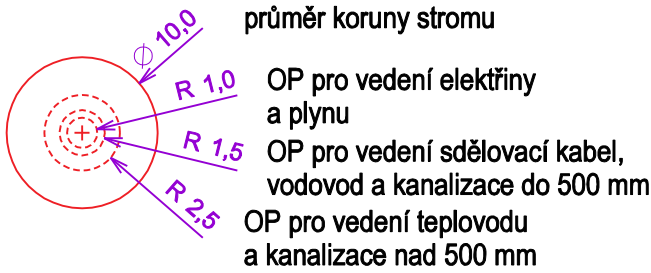 Ø 10,0 průměr koruny stromu
R 1,0 OP pro vedení elektřiny
a plynu
R 1,5 OP pro vedení sdělovací kabel,
vodovod a kanalizace do 500 mm
R 2,5 OP pro vedení teplovodu
a kanalizace nad 500 mm